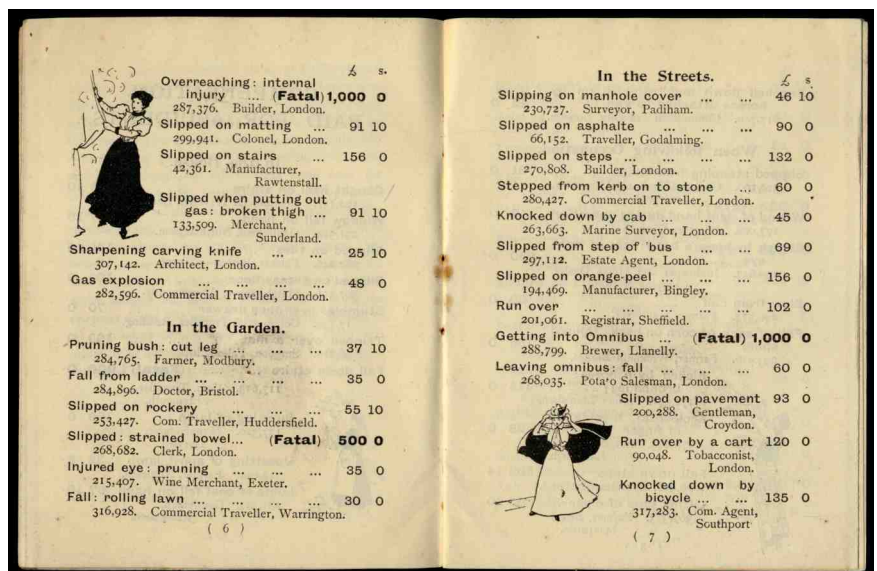 £ s.
Overreaching: internal
injury ... (Fatal) 1,000 0
287,376. Builder, London.
Slipped on matting ... 91 10
299,941. Colonel, London.
Slipped on stairs ... 156 0
42,361. Manufacturer,
Rawtenstall.
Slipped when putting out
gas: broken thigh ... 91 10
133,509. Merchant,
Sunderland.
Sharpening carving knife ... ... 25 10
307,142. Architect, London.
Gas explosion ... ... ... ... 48 0
282,596. Commercial Traveller, London.
In the Garden.
Pruning bush: cut leg ... ... ... 37 10
284,765. Farmer, Modbury.
Fall from ladder ... ... ... ... 35 0
284,896. Doctor, Bristol.
Slipped on rockery ... ... ... 55 10
253,427. Com. Traveller, Huddersfield.
Slipped: strained bowel... (Fatal) 500 0
268,682. Clerk, London.
Injured eye: pruning ... ... ... 35 0
215,407. Wine Merchant, Exeter.
Fall: rolling lawn ... ... ... ... 30 0
316,928. Commercial Traveller, Warrington.
( 6 )
In the Streets.
£ s
Slipping on manhole cover ... ... 46 10
230,727. Surveyor, Padiham.
Slipped on asphalte ... ... ... 90 0
66,152. Traveller, Godalming.
Slipped on steps ... ... ... ... 132 0
270,808. Builder, London.
Stepped from kerb on to stone ... 60 0
280,427. Commercial Traveller, London.
Knocked down by cab ... ... ... 45 0
263,663. Marine Surveyor, London.
Slipped from step of 'bus ... ... 69 0
297,112. Estate Agent, London.
Slipped on orange-peel ... ... ... 156 0
194,469. Manufacturer, Bingley.
Run over ... ... ... ... ... 102 0
201,061. Registrar, Sheffield.
Getting into Omnibus ... (Fatal) 1,000 0
288,799. Brewer, Llanelly.
Leaving omnibus: fall ... ... ... 60 0
268,035. Pota'o Salesman, London.
Slipped on pavement 93 0
200,288. Gentleman,
Croydon.
Run over by a cart 120 0
90,048. Tobacconist,
London.
Knocked down by
bicycle ... ... 135 0
317,283. Com. Agent,
Southport
( 7 )